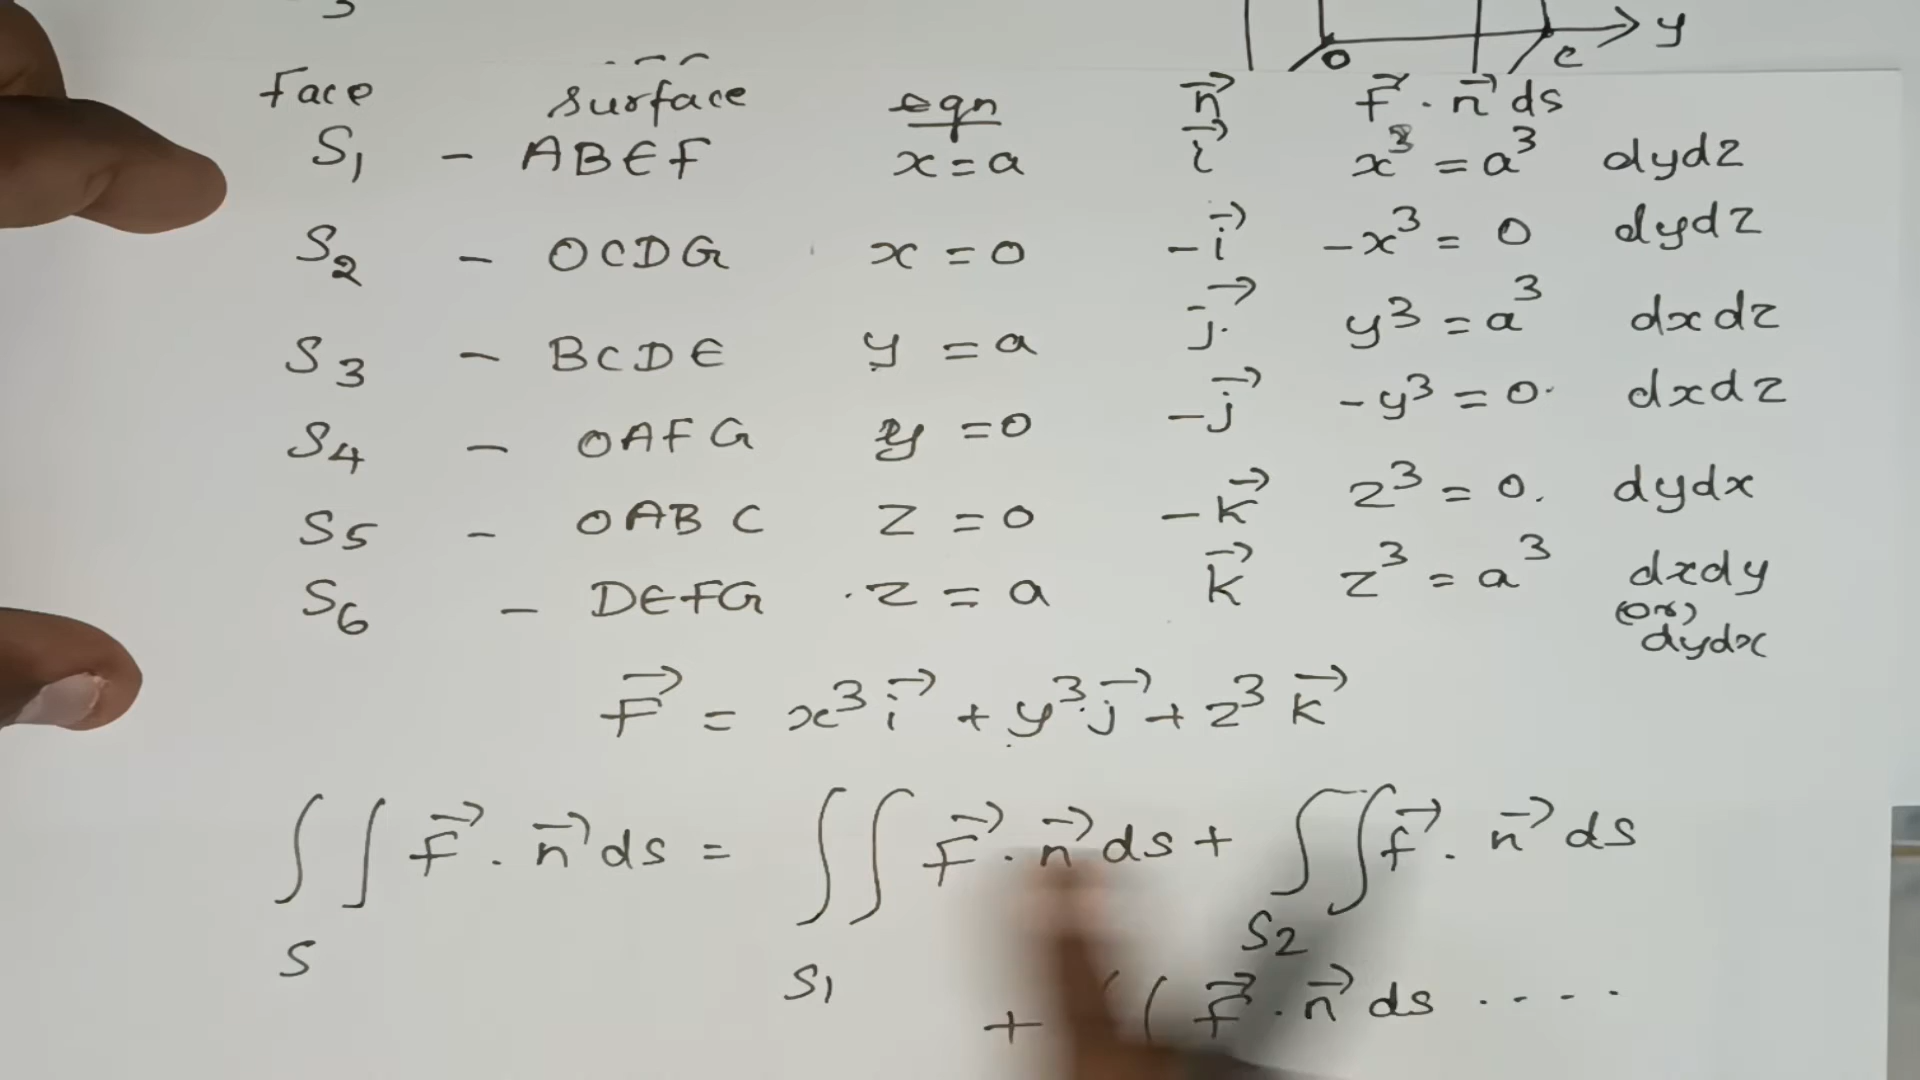 3
O C y
Face surface eqn n⃗ F⃗ . n⃗ ds
S₁ - ABEF x = a i⃗ x³ = a³ dydz
S₂ - OCDG x = 0 -i⃗ -x³ = 0 dydz
S₃ - BCDE y = a j⃗ y³ = a³ dxdz
S₄ - OAFG y = 0 -j⃗ -y³ = 0. dxdz
S₅ - OABC z = 0 -k⃗ z³ = 0. dydx
S₆ - DEFG z = a k⃗ z³ = a³ dxdy
(or)
dydx
F⃗ = x³ i⃗ + y³ j⃗ + z³ k⃗
∫∫ F⃗ . n⃗ ds = ∫∫ F⃗ . n⃗ ds + ∫∫ F⃗ . n⃗ ds
S S₁ S₂
+ ∫∫ F⃗ . n⃗ ds ....